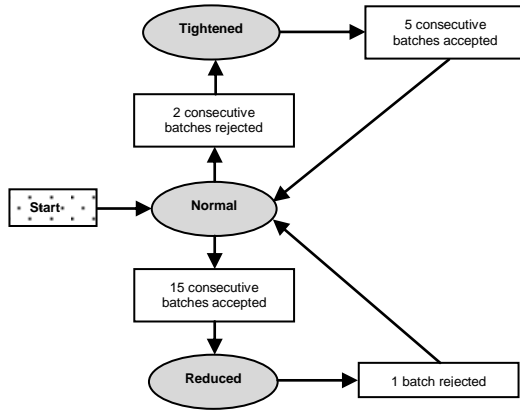 Tightened
5 consecutive
batches accepted
2 consecutive
batches rejected
Start
Normal
15 consecutive
batches accepted
Reduced
1 batch rejected